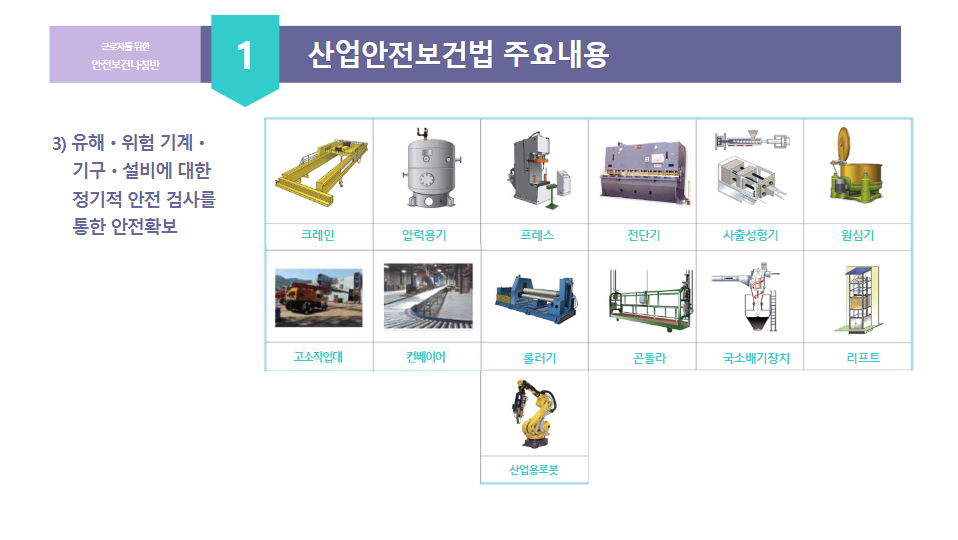 근로자를 위한
안전보건나침반
1
산업안전보건법 주요내용
3) 유해・위험 기계・
기구・설비에 대한
정기적 안전 검사를
통한 안전확보
크레인
압력용기
프레스
전단기
사출성형기
원심기
고소작업대
컨베이어
롤러기
곤돌라
국소배기장치
리프트
산업용로봇